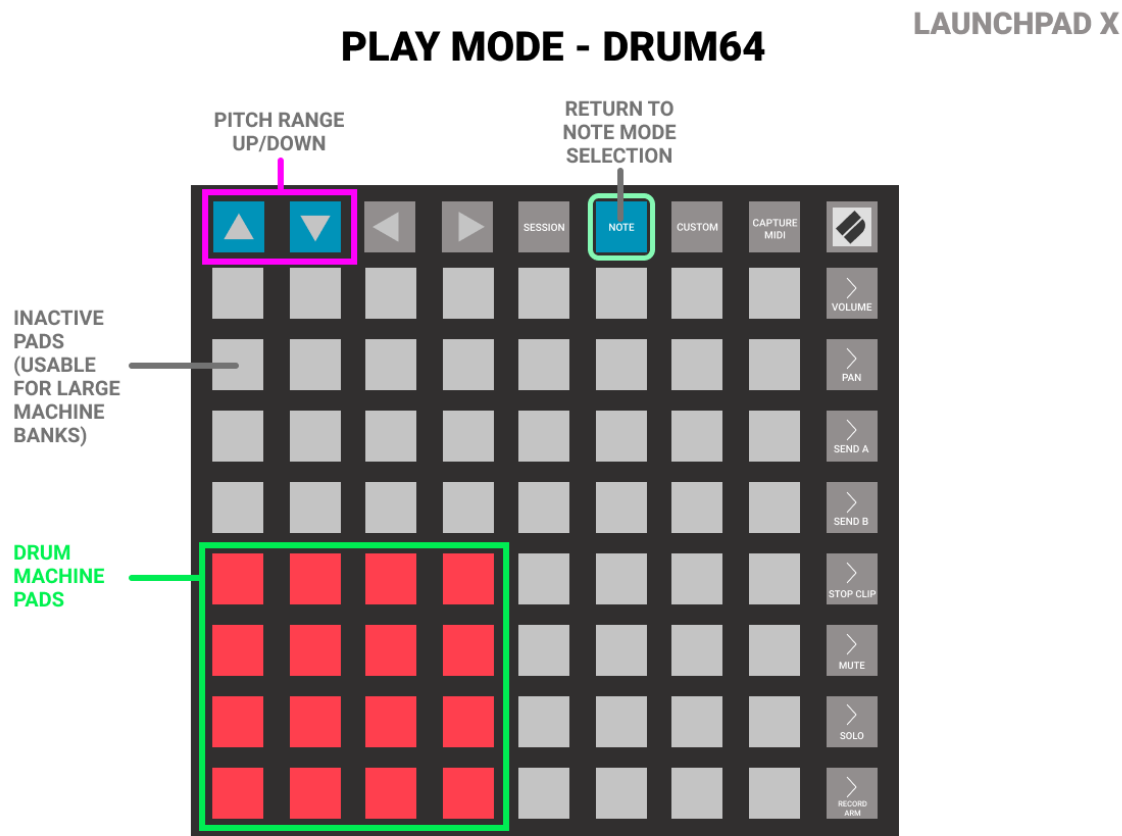 LAUNCHPAD X
PLAY MODE - DRUM64
PITCH RANGE
UP/DOWN
RETURN TO
NOTE MODE
SELECTION
SESSION
NOTE
CUSTOM
CAPTURE
MIDI
VOLUME
INACTIVE
PADS
(USABLE
FOR LARGE
MACHINE
BANKS)
PAN
SEND A
SEND B
DRUM
MACHINE
PADS
STOP CLIP
MUTE
SOLO
RECORD
ARM